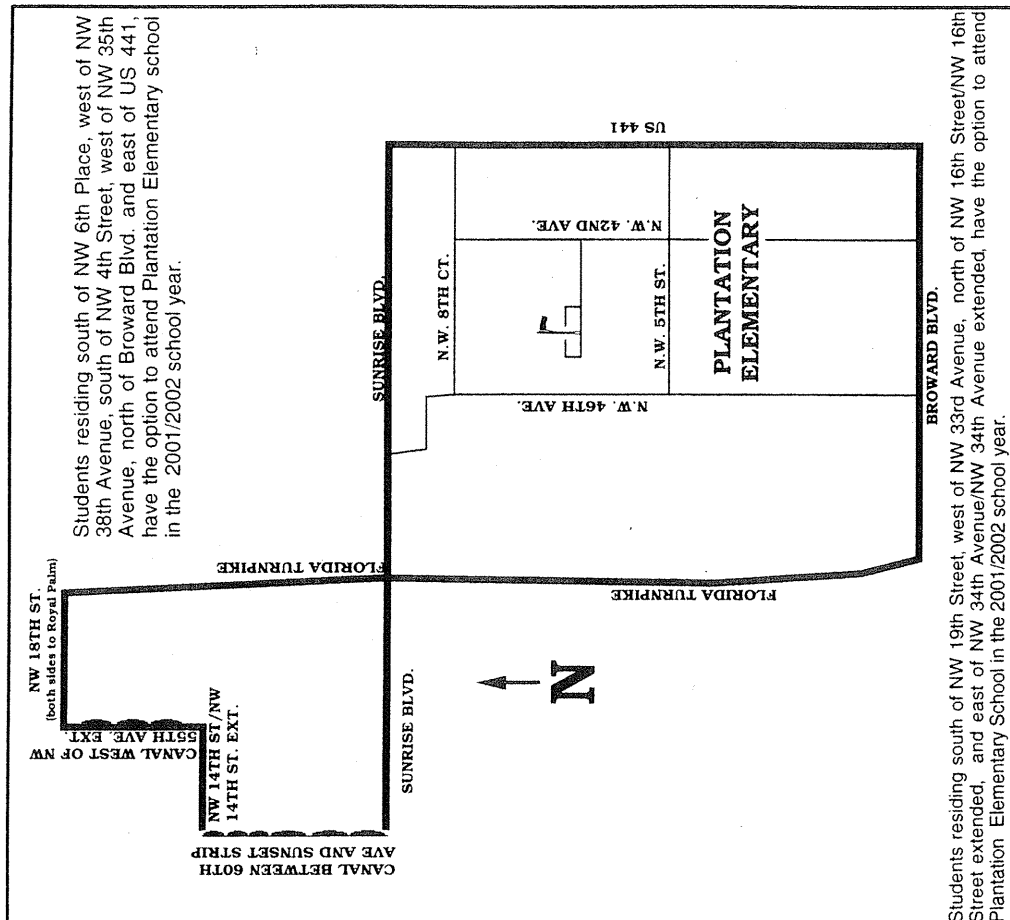 Students residing south of NW 6th Place, west of NW
38th Avenue, south of NW 4th Street, west of NW 35th
Avenue, north of Broward Blvd. and east of US 441,
have the option to attend Plantation Elementary school
in the 2001/2002 school year.
NW 18TH ST.
(both sides to Royal Palm)
CANAL WEST OF NW
55TH AVE. EXT.
NW 14TH ST/NW
14TH ST. EXT.
CANAL BETWEEN 60TH
AVE AND SUNSET STRIP
FLORIDA TURNPIKE
SUNRISE BLVD.
SUNRISE BLVD.
US 441
N.W. 8TH CT.
N.W. 42ND AVE.
N.W. 5TH ST.
N.W. 46TH AVE.
PLANTATION
ELEMENTARY
FLORIDA TURNPIKE
BROWARD BLVD.
N
Students residing south of NW 19th Street, west of NW 33rd Avenue, north of NW 16th Street/NW 16th
Street extended, and east of NW 34th Avenue/NW 34th Avenue extended, have the option to attend
Plantation Elementary School in the 2001/2002 school year.